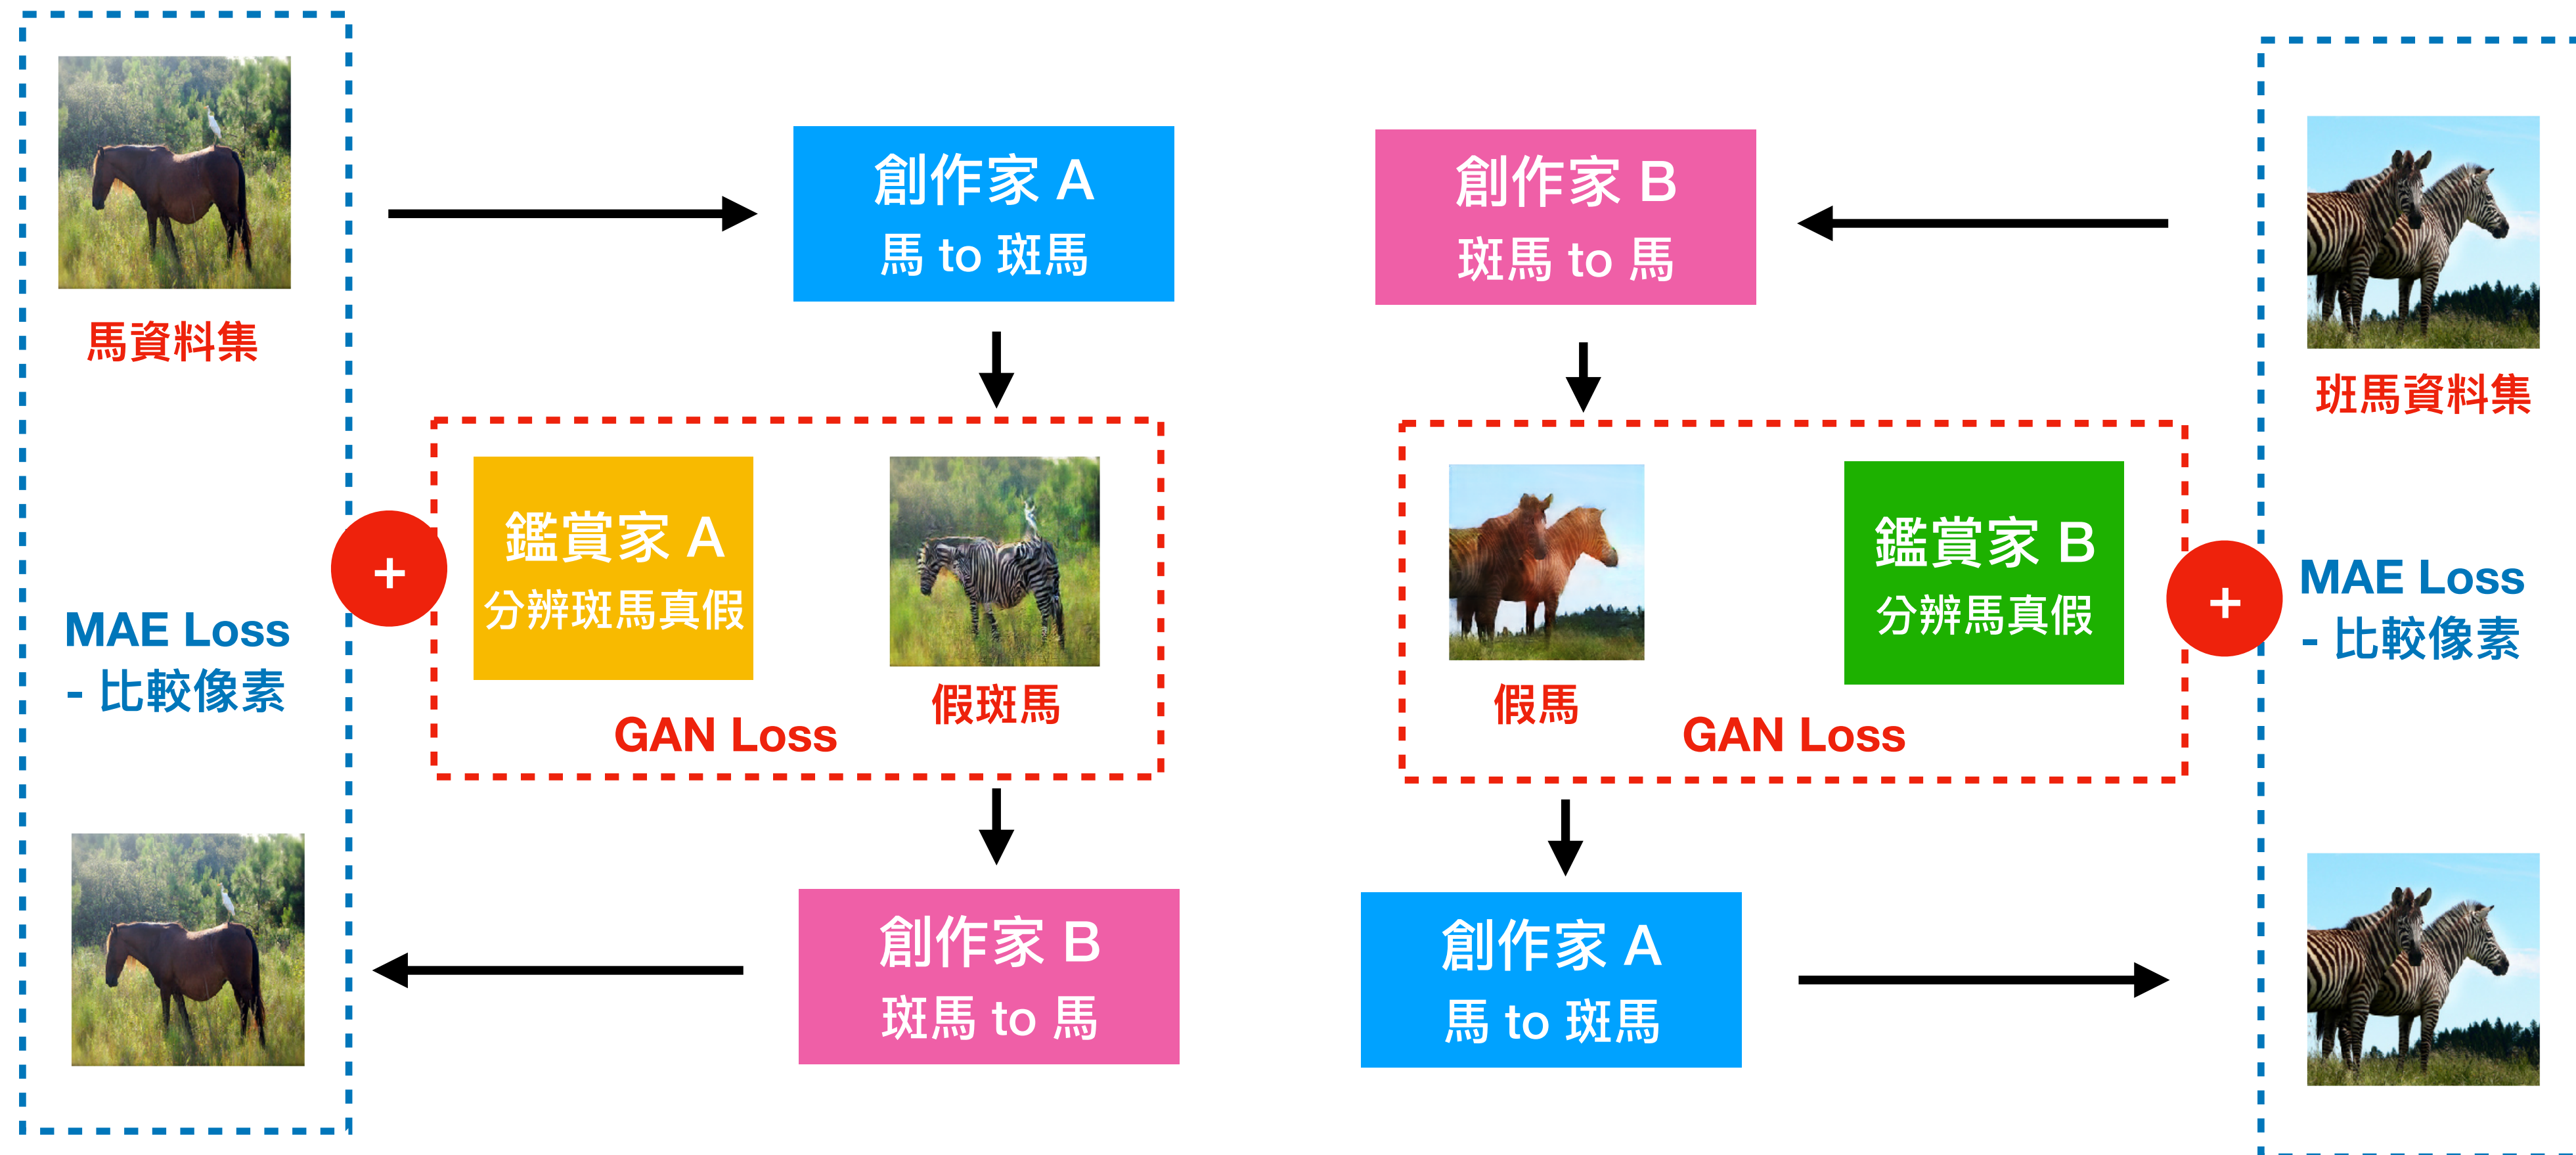 馬資料集
MAE Loss
- 比較像素
創作家 A
馬 to 斑馬
+
鑑賞家 A
分辨斑馬真假
假斑馬
GAN Loss
創作家 B
斑馬 to 馬
創作家 B
斑馬 to 馬
假馬
鑑賞家 B
分辨馬真假
GAN Loss
+
創作家 A
馬 to 斑馬
班馬資料集
MAE Loss
- 比較像素